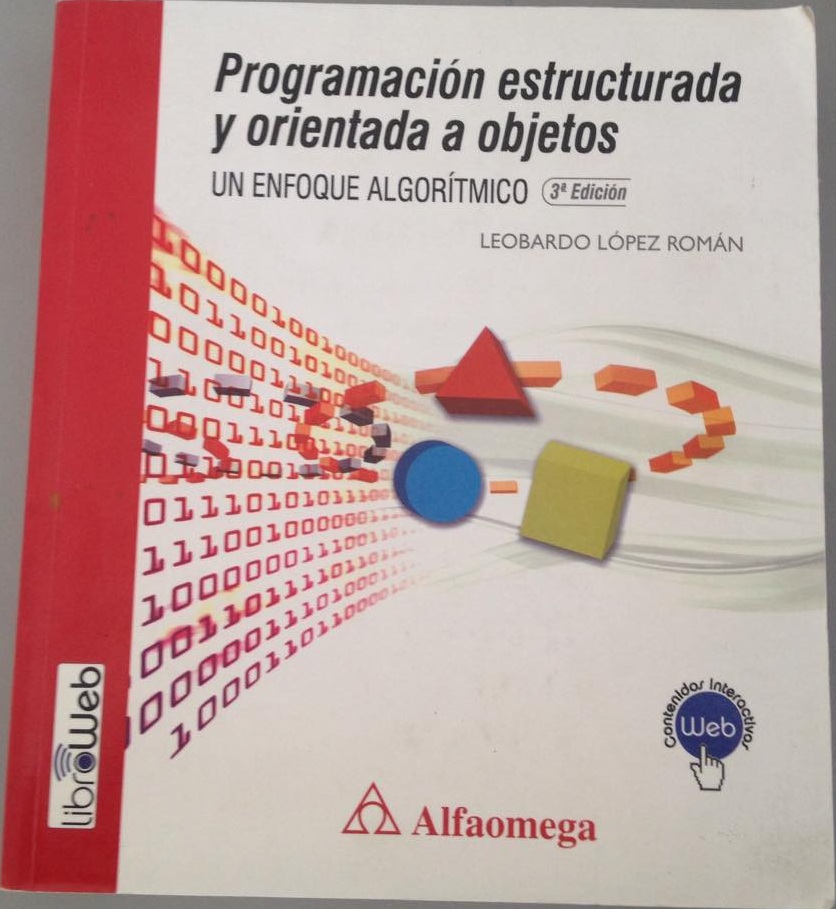 Programación estructurada
y orientada a objetos
UN ENFOQUE ALGORÍTMICO 3ª Edición
LEOBARDO LÓPEZ ROMÁN
libroweb
Contenidos Interactivos
Web
Alfaomega